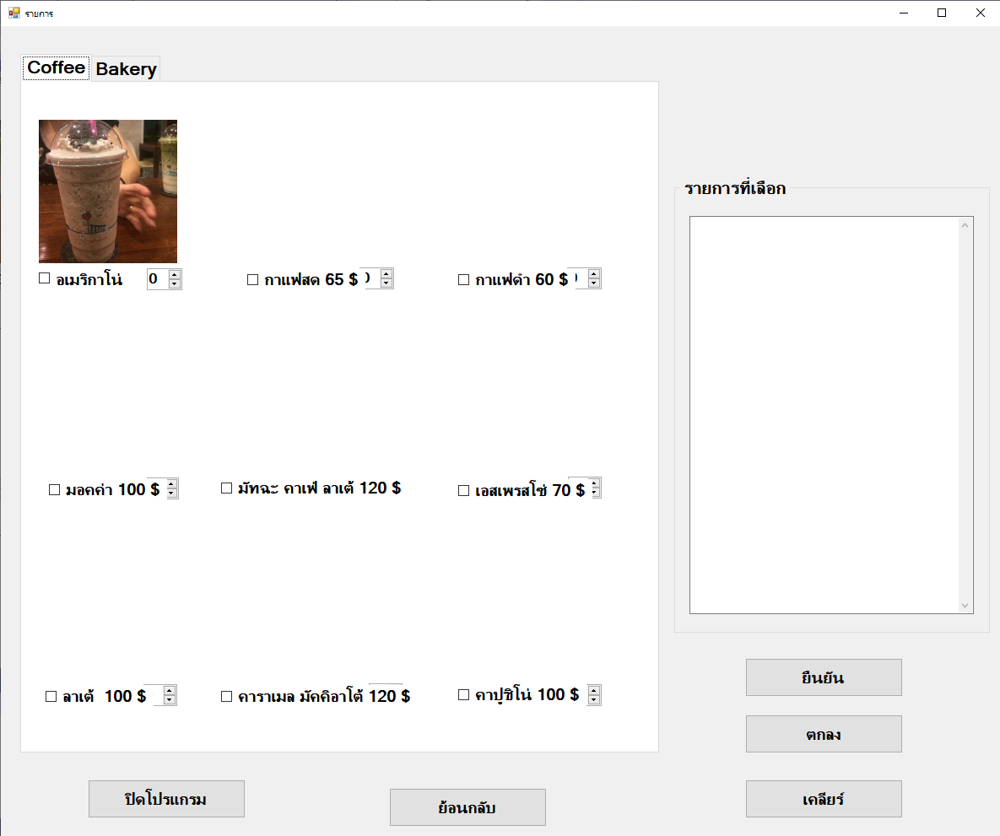 รายการ
Coffee Bakery
รายการที่เลือก
อเมริกาโน่ 0
กาแฟสด 65 $
กาแฟดำ 60 $
มอคค่า 100 $
มัทฉะ คาเฟ่ ลาเต้ 120 $
เอสเพรสโซ่ 70 $
ลาเต้ 100 $
คาราเมล มัคคิอาโต้ 120 $
คาปูชิโน่ 100 $
ยืนยัน
ตกลง
ปิดโปรแกรม
ย้อนกลับ
เคลียร์